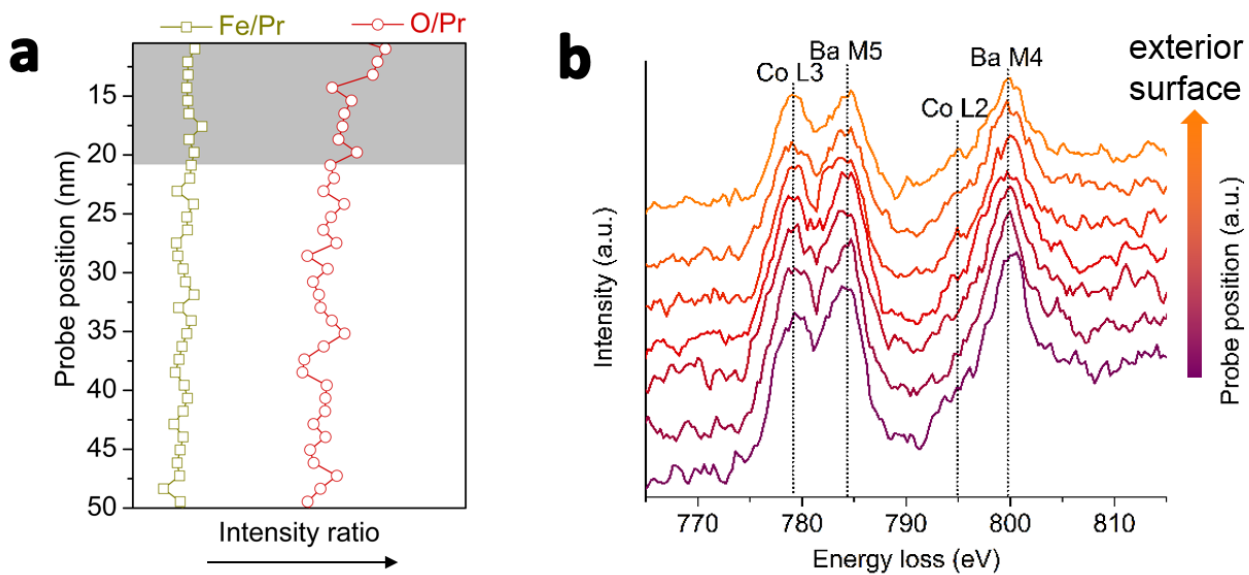 a
Fe/Pr
O/Pr
15
20
25
30
35
40
45
50
Probe position (nm)
Intensity ratio
b
Co L3
Ba M5
Co L2
Ba M4
exterior
surface
Intensity (a.u.)
Probe position (a.u.)
770
780
790
800
810
Energy loss (eV)